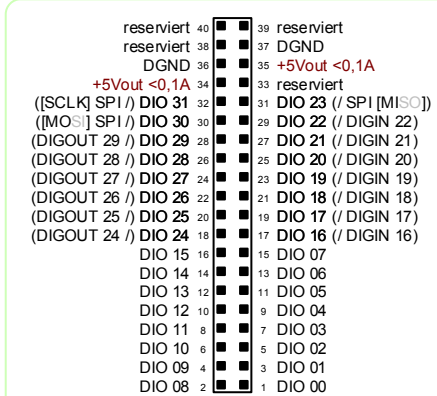 reserviert 40 39 reserviert
reserviert 38 37 DGND
DGND 36 35 +5Vout <0,1A
+5Vout <0,1A 34 33 reserviert
([SCLK] SPI /) DIO 31 32 31 DIO 23 (/ SPI [MISO])
([MOSI] SPI /) DIO 30 30 29 DIO 22 (/ DIGIN 22)
(DIGOUT 29 /) DIO 29 28 27 DIO 21 (/ DIGIN 21)
(DIGOUT 28 /) DIO 28 26 25 DIO 20 (/ DIGIN 20)
(DIGOUT 27 /) DIO 27 24 23 DIO 19 (/ DIGIN 19)
(DIGOUT 26 /) DIO 26 22 21 DIO 18 (/ DIGIN 18)
(DIGOUT 25 /) DIO 25 20 19 DIO 17 (/ DIGIN 17)
(DIGOUT 24 /) DIO 24 18 17 DIO 16 (/ DIGIN 16)
DIO 15 16 15 DIO 07
DIO 14 14 13 DIO 06
DIO 13 12 11 DIO 05
DIO 12 10 9 DIO 04
DIO 11 8 7 DIO 03
DIO 10 6 5 DIO 02
DIO 09 4 3 DIO 01
DIO 08 2 1 DIO 00